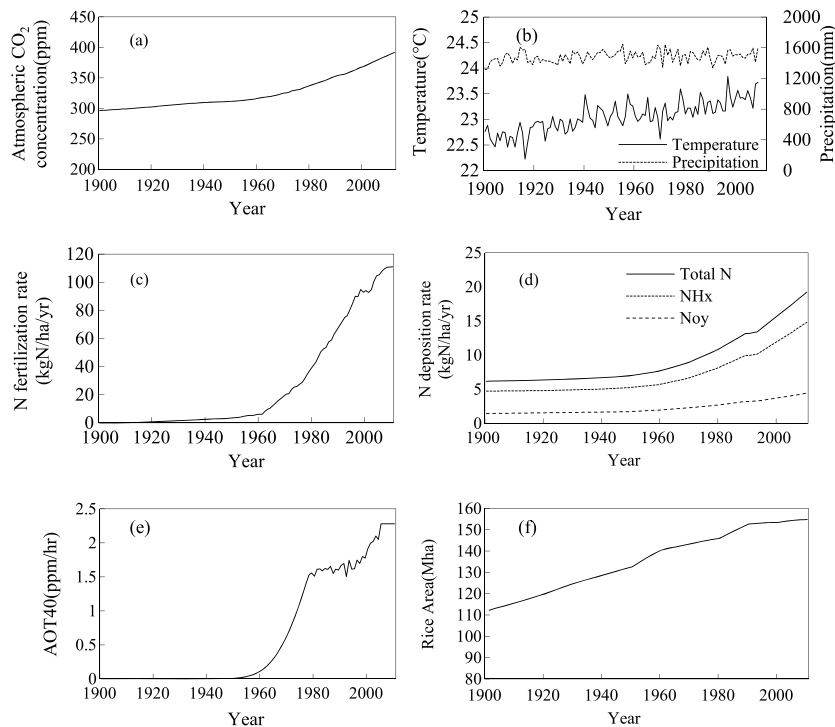 Atmospheric CO2
concentration(ppm)
450
400
350
300
250
200
(a)
1900 1920 1940 1960 1980 2000
Year
Temperature(°C)
25
24.5
24
23.5
23
22.5
22
(b)
Temperature
Precipitation
2000
1600
1200
800
400
0
Precipitation(mm)
1900 1920 1940 1960 1980 2000
Year
N fertilization rate
(kgN/ha/yr)
120
100
80
60
40
20
0
(c)
1900 1920 1940 1960 1980 2000
Year
N deposition rate
(kgN/ha/yr)
25
20
15
10
5
0
(d)
Total N
NHx
Noy
1900 1920 1940 1960 1980 2000
Year
AOT40(ppm/hr)
2.5
2
1.5
1
0.5
0
(e)
1900 1920 1940 1960 1980 2000
Year
Rice Area(Mha)
160
150
140
130
120
110
100
90
80
(f)
1900 1920 1940 1960 1980 2000
Year